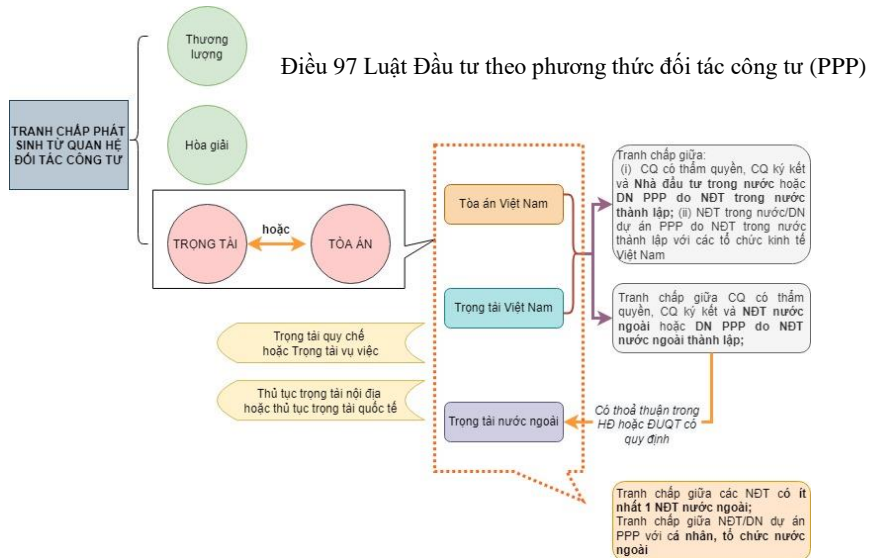 Điều 97 Luật Đầu tư theo phương thức đối tác công tư (PPP)
TRANH CHẤP PHÁT
SINH TỪ QUAN HỆ
ĐỐI TÁC CÔNG TƯ
Thương
lượng
Hòa giải
TRỌNG TÀI
hoặc
TÒA ÁN
Trọng tài quy chế
hoặc Trọng tài vụ việc
Thủ tục trọng tài nội địa
hoặc thủ tục trọng tài quốc tế
Tòa án Việt Nam
Trọng tài Việt Nam
Trọng tài nước ngoài
Tranh chấp giữa:
(i) CQ có thẩm quyền, CQ ký kết
và Nhà đầu tư trong nước hoặc
DN PPP do NĐT trong nước
thành lập; (ii) NĐT trong nước/DN
dự án PPP do NĐT trong nước
thành lập với các tổ chức kinh tế
Việt Nam
Tranh chấp giữa CQ có thẩm
quyền, CQ ký kết và NĐT nước
ngoài hoặc DN PPP do NĐT
nước ngoài thành lập;
Có thoả thuận trong
HĐ hoặc ĐUQT có
quy định
Tranh chấp giữa các NĐT có ít
nhất 1 NĐT nước ngoài;
Tranh chấp giữa NĐT/DN dự án
PPP với cá nhân, tổ chức nước
ngoài